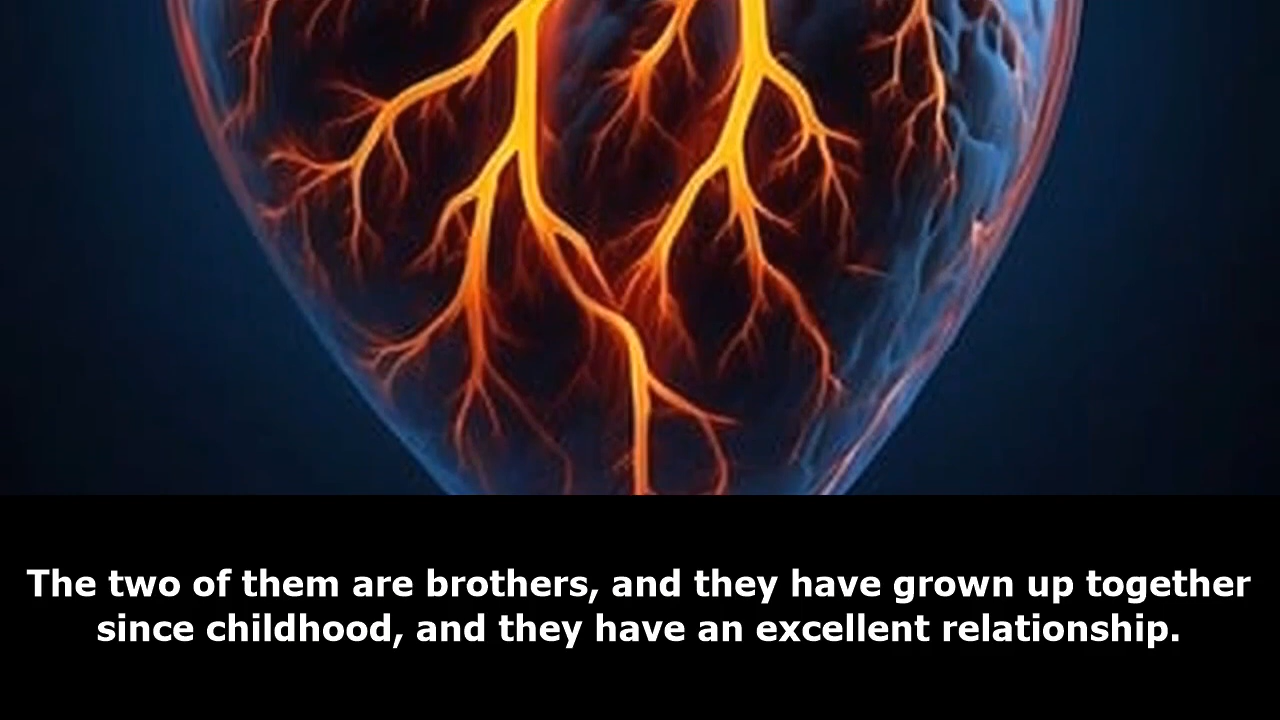 The two of them are brothers, and they have grown up together
since childhood, and they have an excellent relationship.